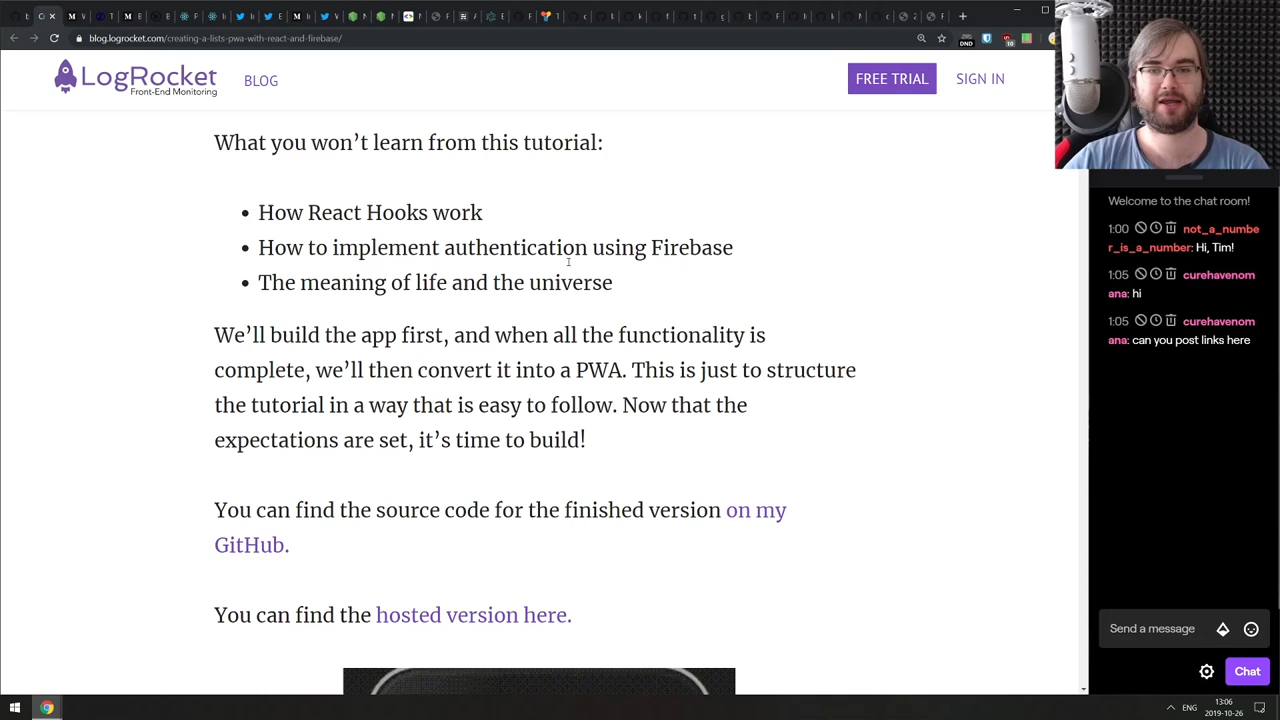 blog.logrocket.com/creating-a-lists-pwa-with-react-and-firebase/
DND
10
LogRocket
Front-End Monitoring
BLOG
FREE TRIAL
SIGN IN
What you won’t learn from this tutorial:
• How React Hooks work
• How to implement authentication using Firebase
• The meaning of life and the universe
We’ll build the app first, and when all the functionality is
complete, we’ll then convert it into a PWA. This is just to structure
the tutorial in a way that is easy to follow. Now that the
expectations are set, it’s time to build!
You can find the source code for the finished version on my
GitHub.
You can find the hosted version here.
Welcome to the chat room!
1:00 not_a_numbe
r_is_a_number: Hi, Tim!
1:05 curehavenom
ana: hi
1:05 curehavenom
ana: can you post links here
Send a message
Chat
ENG
13:06
2019-10-26